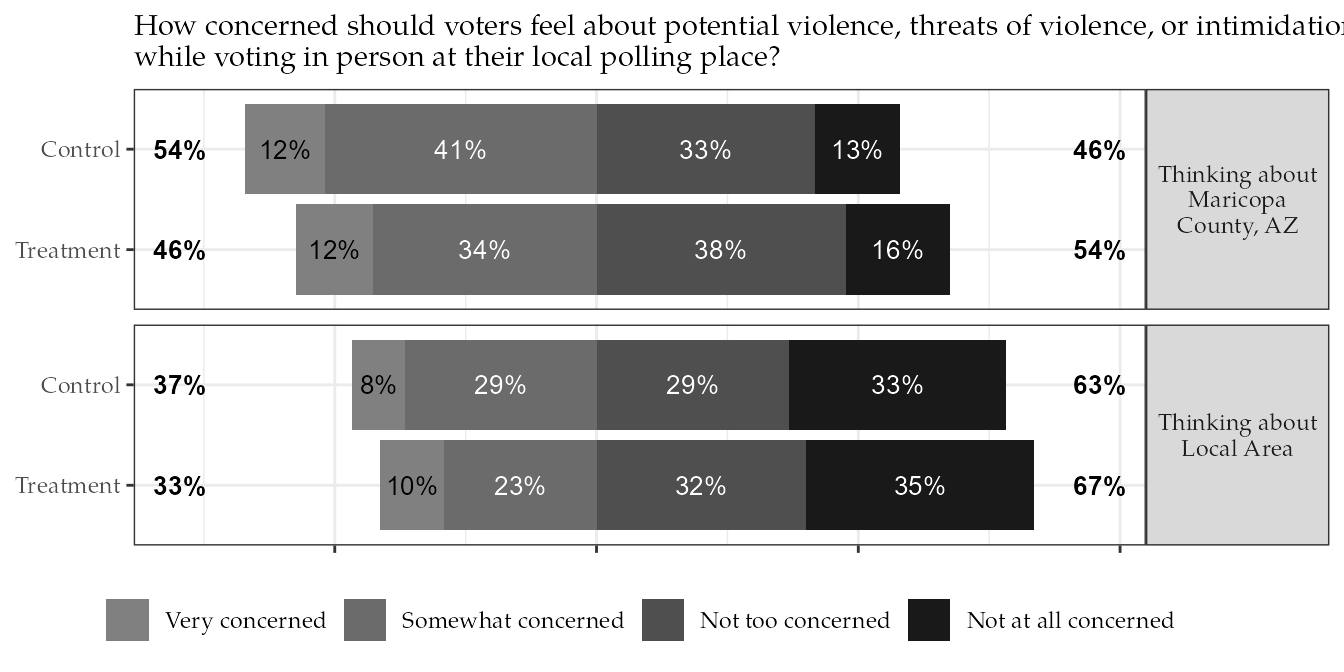 How concerned should voters feel about potential violence, threats of violence, or intimidatio
while voting in person at their local polling place?
Control 54% 12% 41% 33% 13% 46%
Treatment 46% 12% 34% 38% 16% 54%
Thinking about
Maricopa
County, AZ
Control 37% 8% 29% 29% 33% 63%
Treatment 33% 10% 23% 32% 35% 67%
Thinking about
Local Area
Very concerned Somewhat concerned Not too concerned Not at all concerned